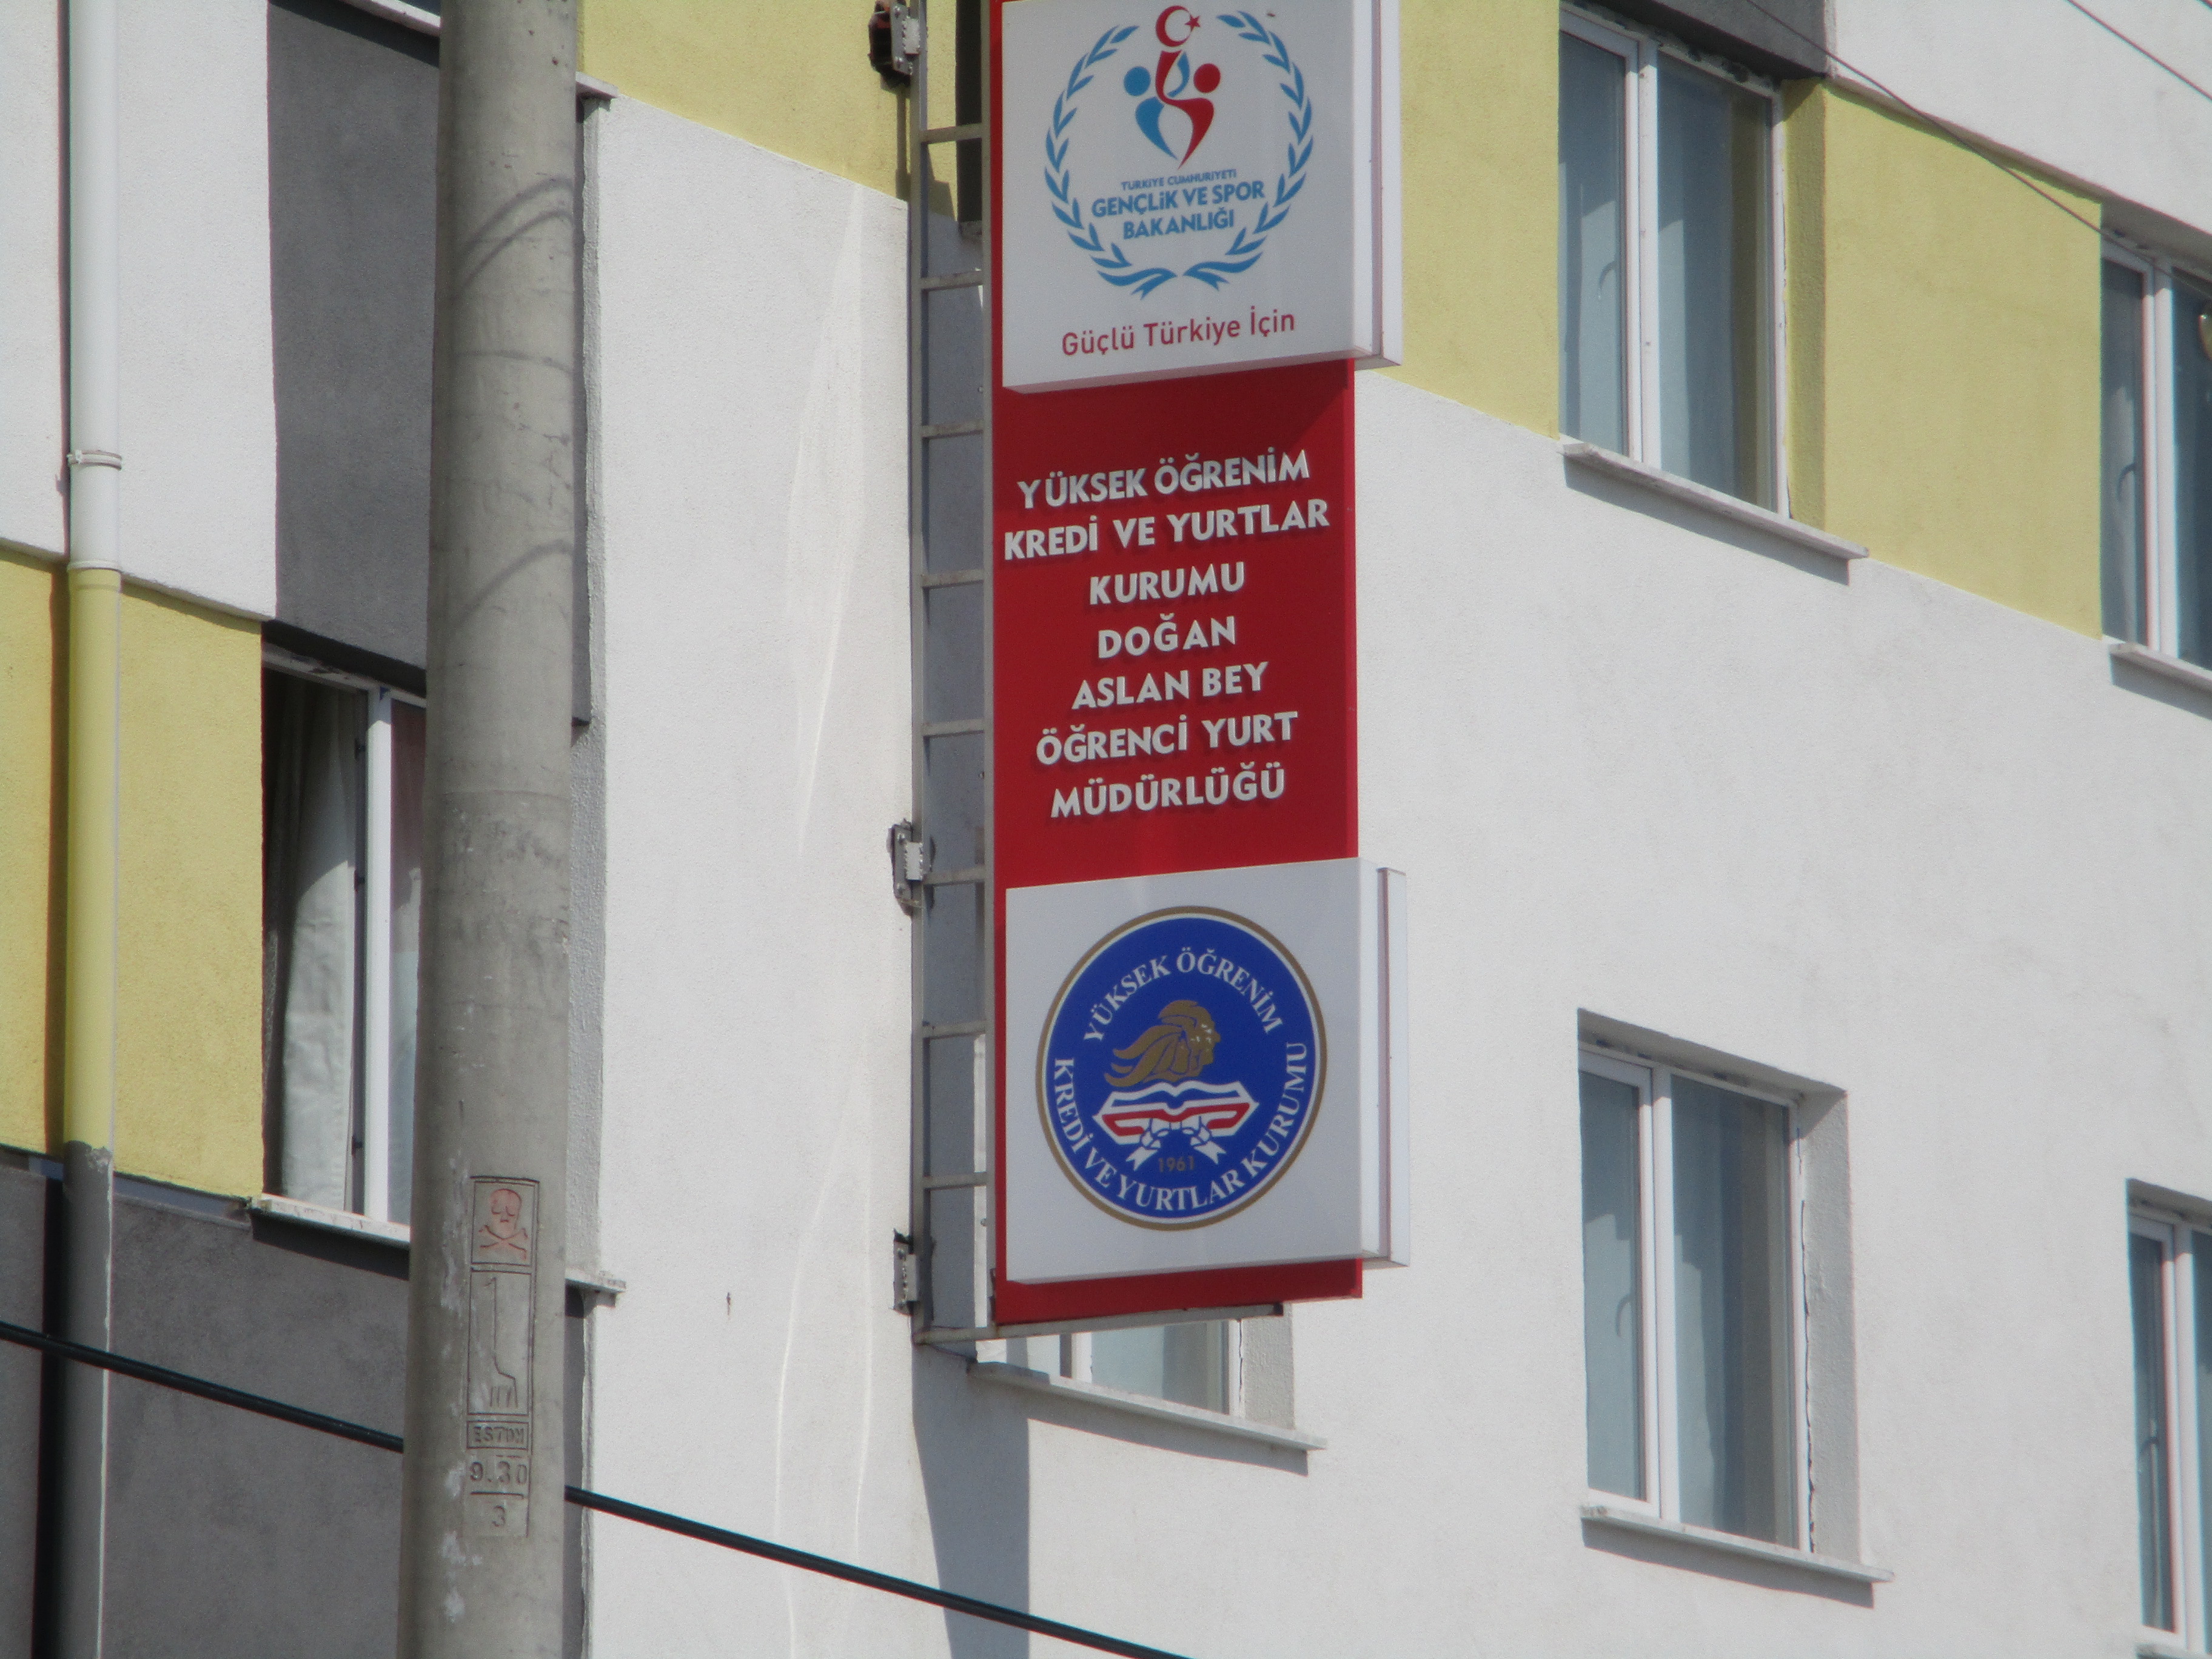 TÜRKİYE CUMHURİYETİ
GENÇLİK VE SPOR
BAKANLIĞI
Güçlü Türkiye İçin
YÜKSEK ÖĞRENİM
KREDİ VE YURTLAR
KURUMU
DOĞAN
ASLAN BEY
ÖĞRENCİ YURT
MÜDÜRLÜĞÜ
YÜKSEK ÖĞRENİM
KREDİ VE YURTLAR KURUMU
1961
ESTON
9.30
3